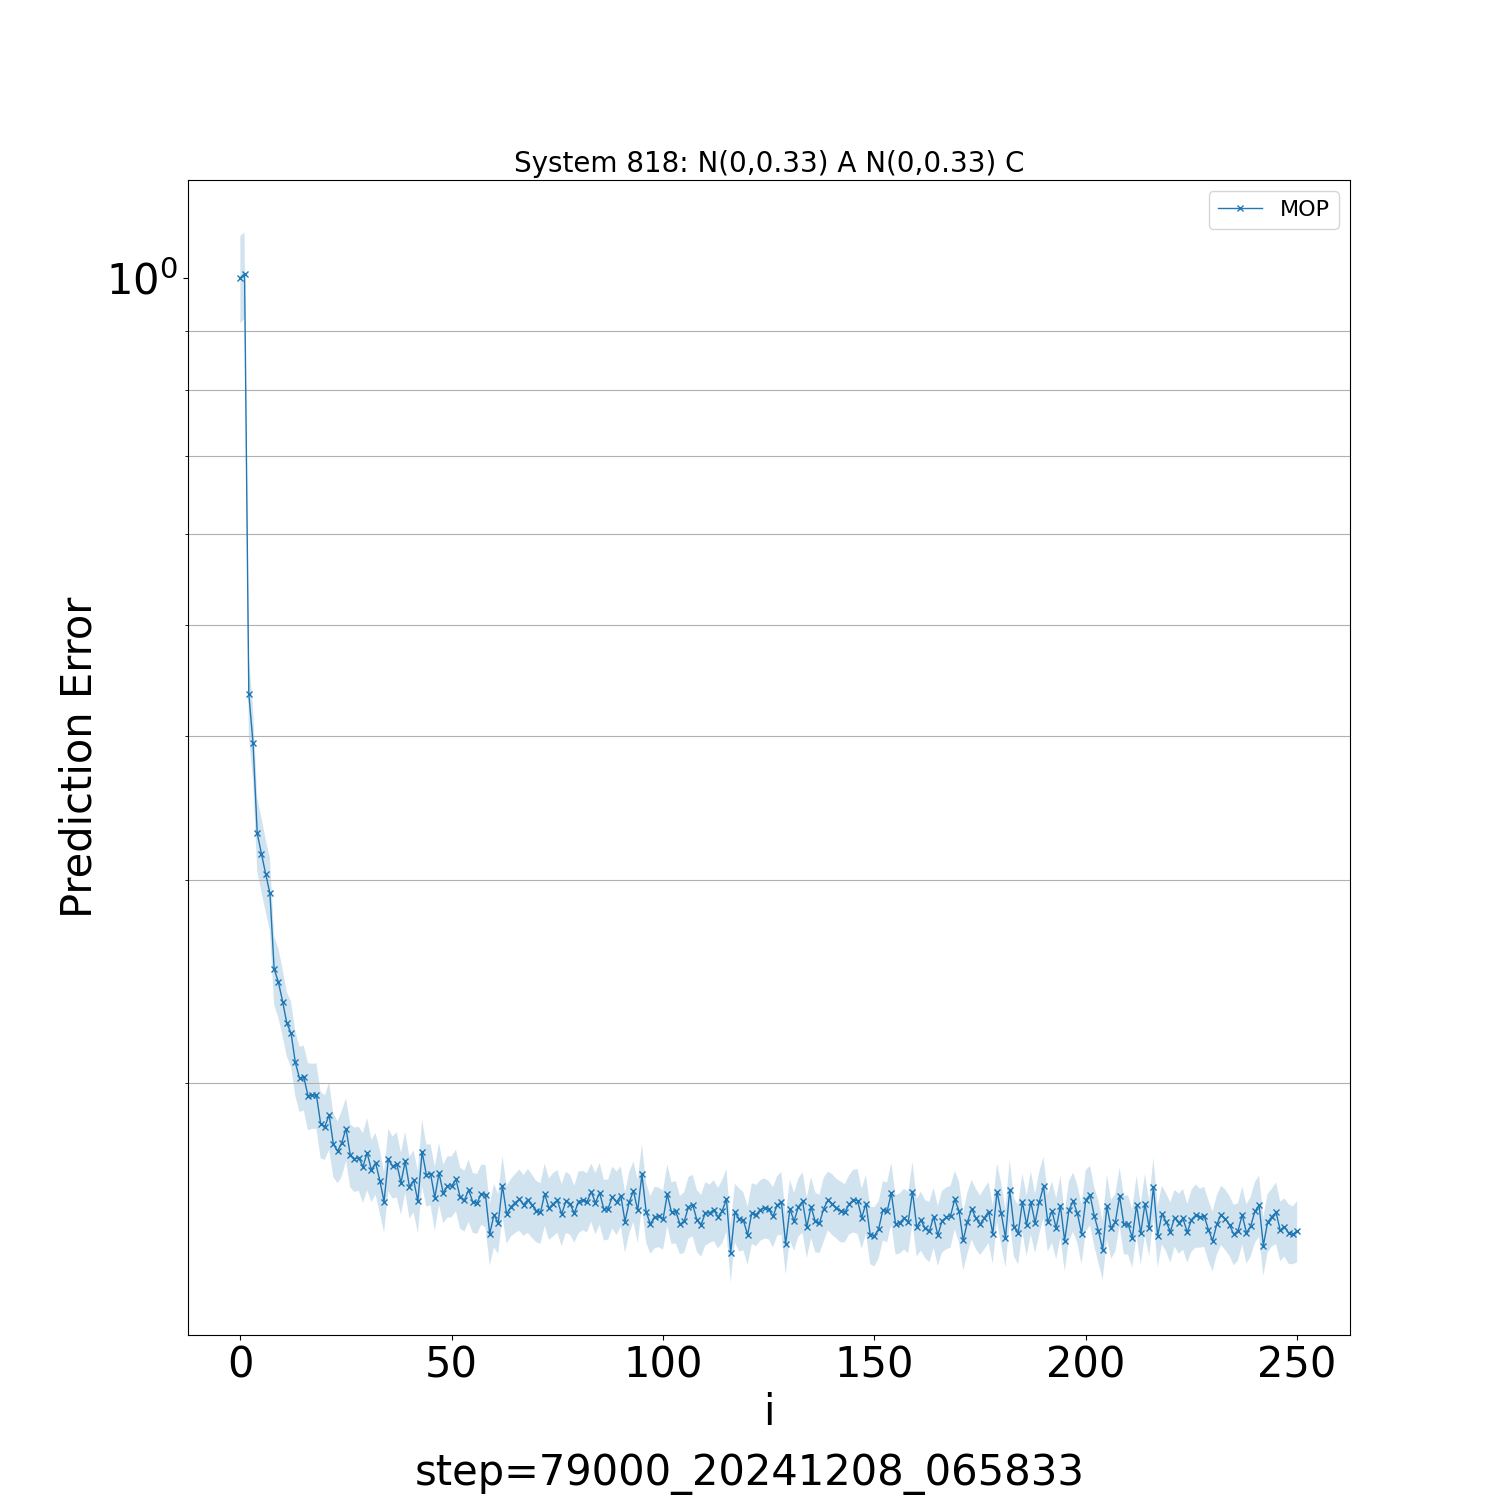 System 818: N(0,0.33) A N(0,0.33) C
MOP
10⁰
Prediction Error
0 50 100 150 200 250
i
step=79000_20241208_065833